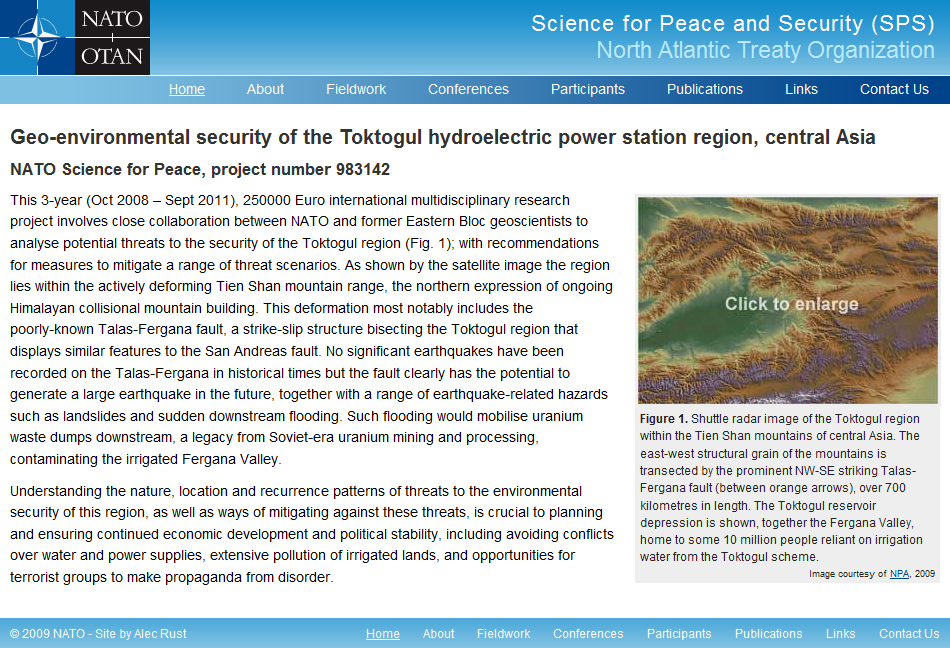 NATO
OTAN
Science for Peace and Security (SPS)
North Atlantic Treaty Organization
Home About Fieldwork Conferences Participants Publications Links Contact Us
Geo-environmental security of the Toktogul hydroelectric power station region, central Asia
NATO Science for Peace, project number 983142
This 3-year (Oct 2008 – Sept 2011), 250000 Euro international multidisciplinary research
project involves close collaboration between NATO and former Eastern Bloc geoscientists to
analyse potential threats to the security of the Toktogul region (Fig. 1); with recommendations
for measures to mitigate a range of threat scenarios. As shown by the satellite image the region
lies within the actively deforming Tien Shan mountain range, the northern expression of ongoing
Himalayan collisional mountain building. This deformation most notably includes the
poorly-known Talas-Fergana fault, a strike-slip structure bisecting the Toktogul region that
displays similar features to the San Andreas fault. No significant earthquakes have been
recorded on the Talas-Fergana in historical times but the fault clearly has the potential to
generate a large earthquake in the future, together with a range of earthquake-related hazards
such as landslides and sudden downstream flooding. Such flooding would mobilise uranium
waste dumps downstream, a legacy from Soviet-era uranium mining and processing,
contaminating the irrigated Fergana Valley.
Understanding the nature, location and recurrence patterns of threats to the environmental
security of this region, as well as ways of mitigating against these threats, is crucial to planning
and ensuring continued economic development and political stability, including avoiding conflicts
over water and power supplies, extensive pollution of irrigated lands, and opportunities for
terrorist groups to make propaganda from disorder.
Click to enlarge
Figure 1. Shuttle radar image of the Toktogul region
within the Tien Shan mountains of central Asia. The
east-west structural grain of the mountains is
transected by the prominent NW-SE striking Talas-
Fergana fault (between orange arrows), over 700
kilometres in length. The Toktogul reservoir
depression is shown, together the Fergana Valley,
home to some 10 million people reliant on irrigation
water from the Toktogul scheme.
Image courtesy of NPA, 2009
© 2009 NATO - Site by Alec Rust
Home About Fieldwork Conferences Participants Publications Links Contact Us